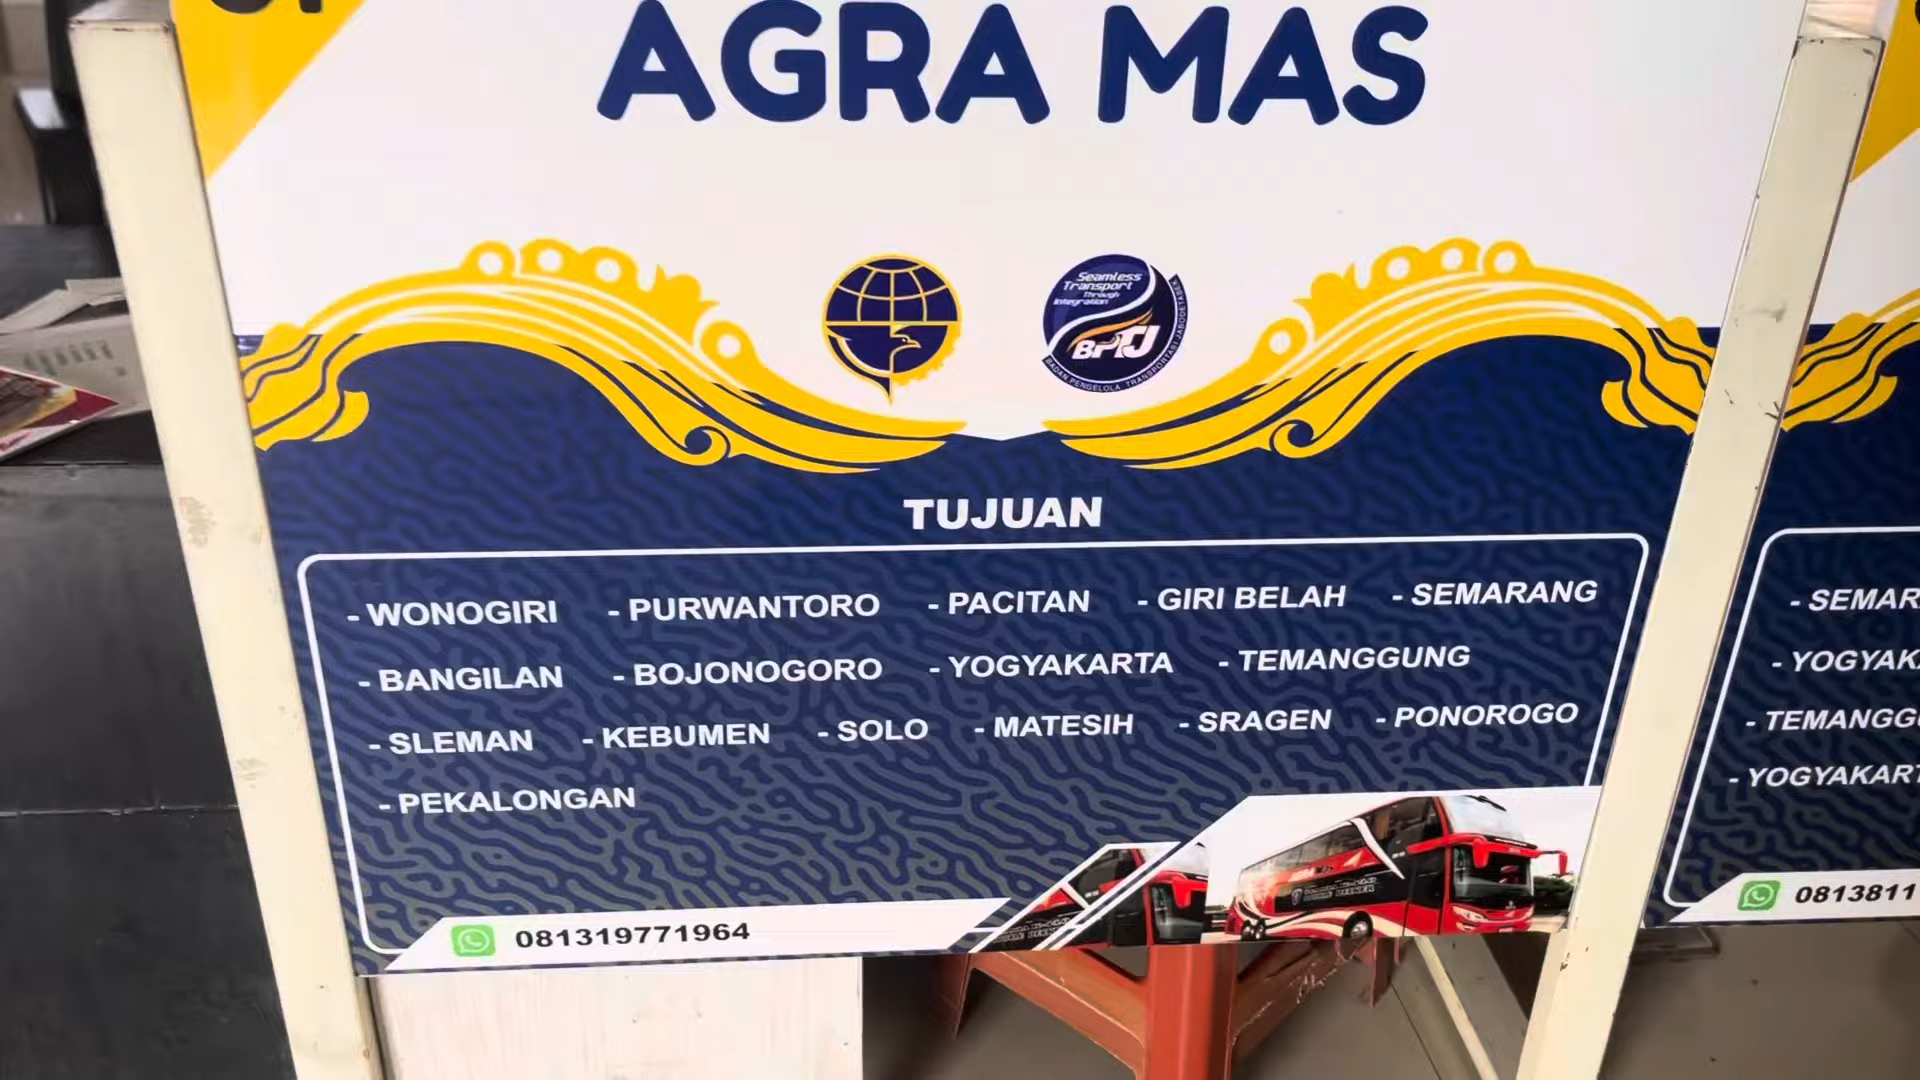 AGRA MAS
Seamless
Transport
Through
Integration
BPTJ
BADAN PENGELOLA TRANSPORTASI JABODETABEK
TUJUAN
- WONOGIRI - PURWANTORO - PACITAN - GIRI BELAH - SEMARANG
- BANGILAN - BOJONOGORO - YOGYAKARTA - TEMANGGUNG
- SLEMAN - KEBUMEN - SOLO - MATESIH - SRAGEN - PONOROGO
- PEKALONGAN
081319771964
- SEMAR
- YOGYAK
- TEMANGG
- YOGYAKART
0813811